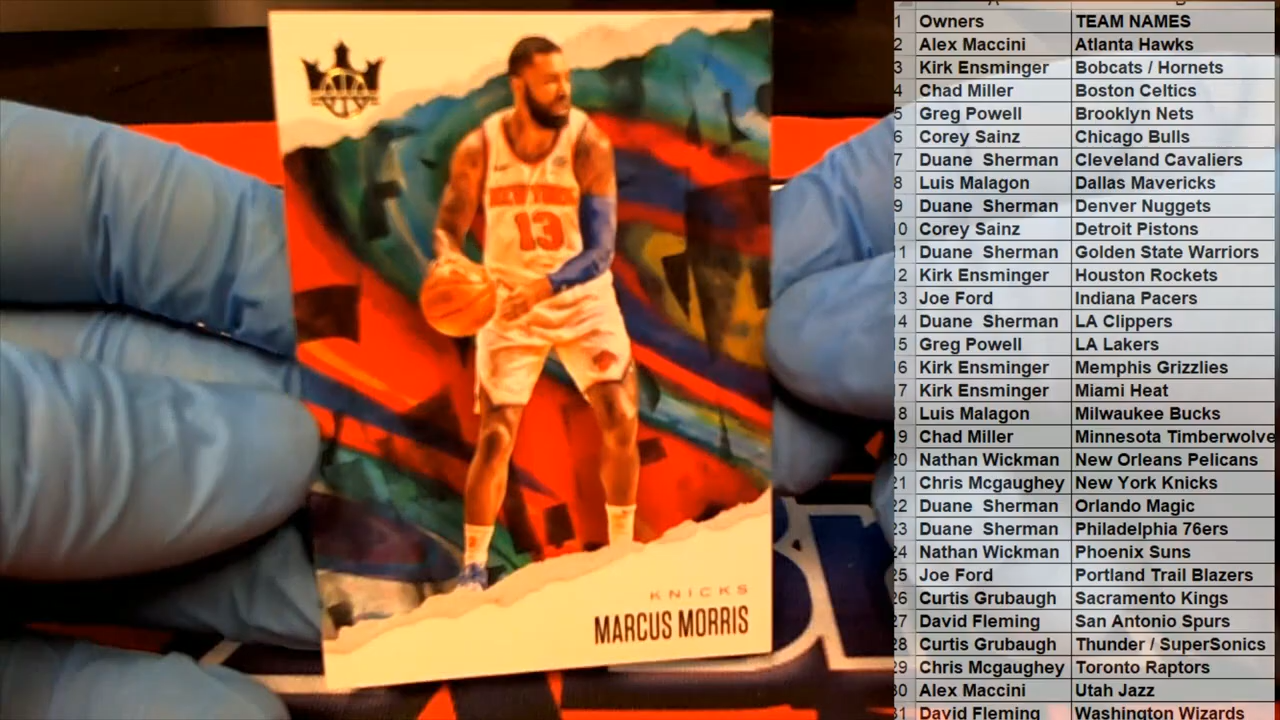 NEW YORK
13
KNICKS
MARCUS MORRIS
1 Owners TEAM NAMES
2 Alex Maccini Atlanta Hawks
3 Kirk Ensminger Bobcats / Hornets
4 Chad Miller Boston Celtics
5 Greg Powell Brooklyn Nets
6 Corey Sainz Chicago Bulls
7 Duane Sherman Cleveland Cavaliers
8 Luis Malagon Dallas Mavericks
9 Duane Sherman Denver Nuggets
10 Corey Sainz Detroit Pistons
11 Duane Sherman Golden State Warriors
12 Kirk Ensminger Houston Rockets
13 Joe Ford Indiana Pacers
14 Duane Sherman LA Clippers
15 Greg Powell LA Lakers
16 Kirk Ensminger Memphis Grizzlies
17 Kirk Ensminger Miami Heat
18 Luis Malagon Milwaukee Bucks
19 Chad Miller Minnesota Timberwolve
20 Nathan Wickman New Orleans Pelicans
21 Chris Mcgaughey New York Knicks
22 Duane Sherman Orlando Magic
23 Duane Sherman Philadelphia 76ers
24 Nathan Wickman Phoenix Suns
25 Joe Ford Portland Trail Blazers
26 Curtis Grubaugh Sacramento Kings
27 David Fleming San Antonio Spurs
28 Curtis Grubaugh Thunder / SuperSonics
29 Chris Mcgaughey Toronto Raptors
30 Alex Maccini Utah Jazz
31 David Fleming Washington Wizards